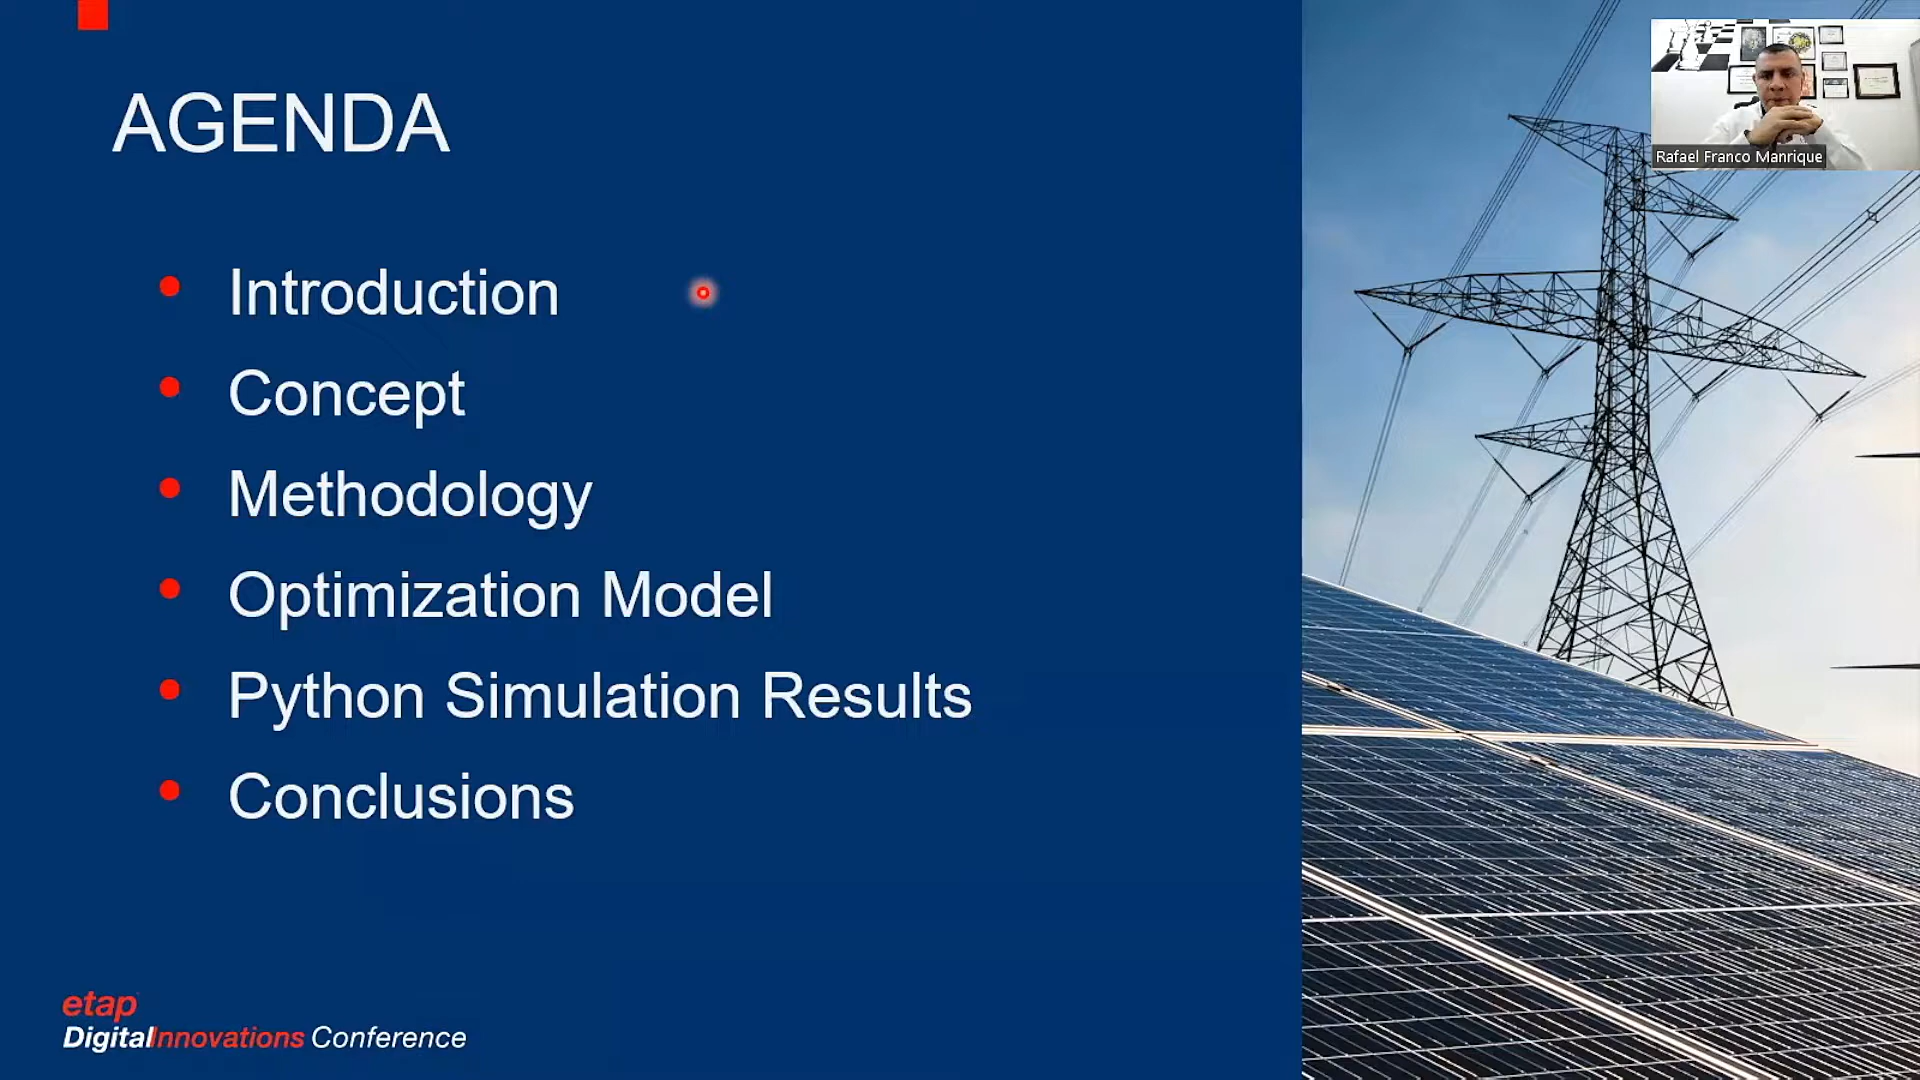 AGENDA
Rafael Franco Manrique
Introduction
Concept
Methodology
Optimization Model
Python Simulation Results
Conclusions
etap
DigitalInnovations Conference